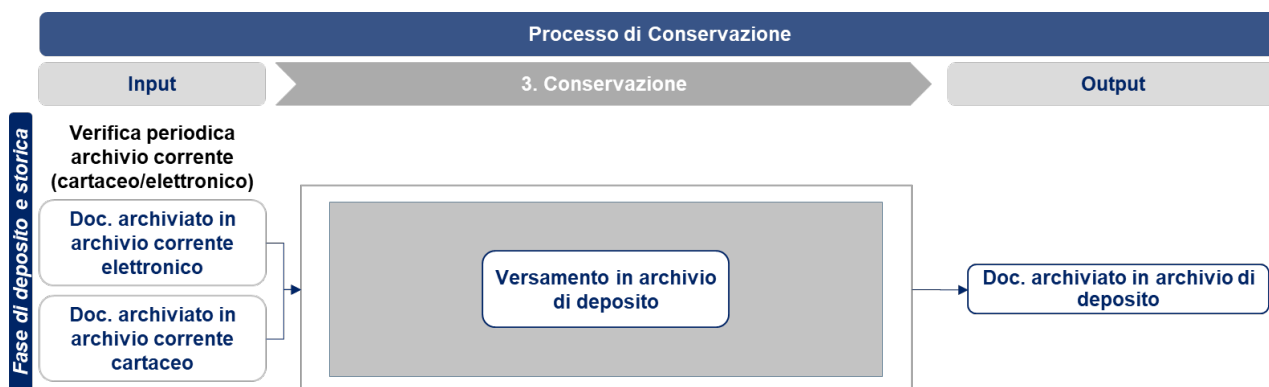 Processo di Conservazione
Input
3. Conservazione
Output
Fase di deposito e storica
Verifica periodica
archivio corrente
(cartaceo/elettronico)
Doc. archiviato in
archivio corrente
elettronico
Doc. archiviato in
archivio corrente
cartaceo
Versamento in archivio
di deposito
Doc. archiviato in archivio di
deposito